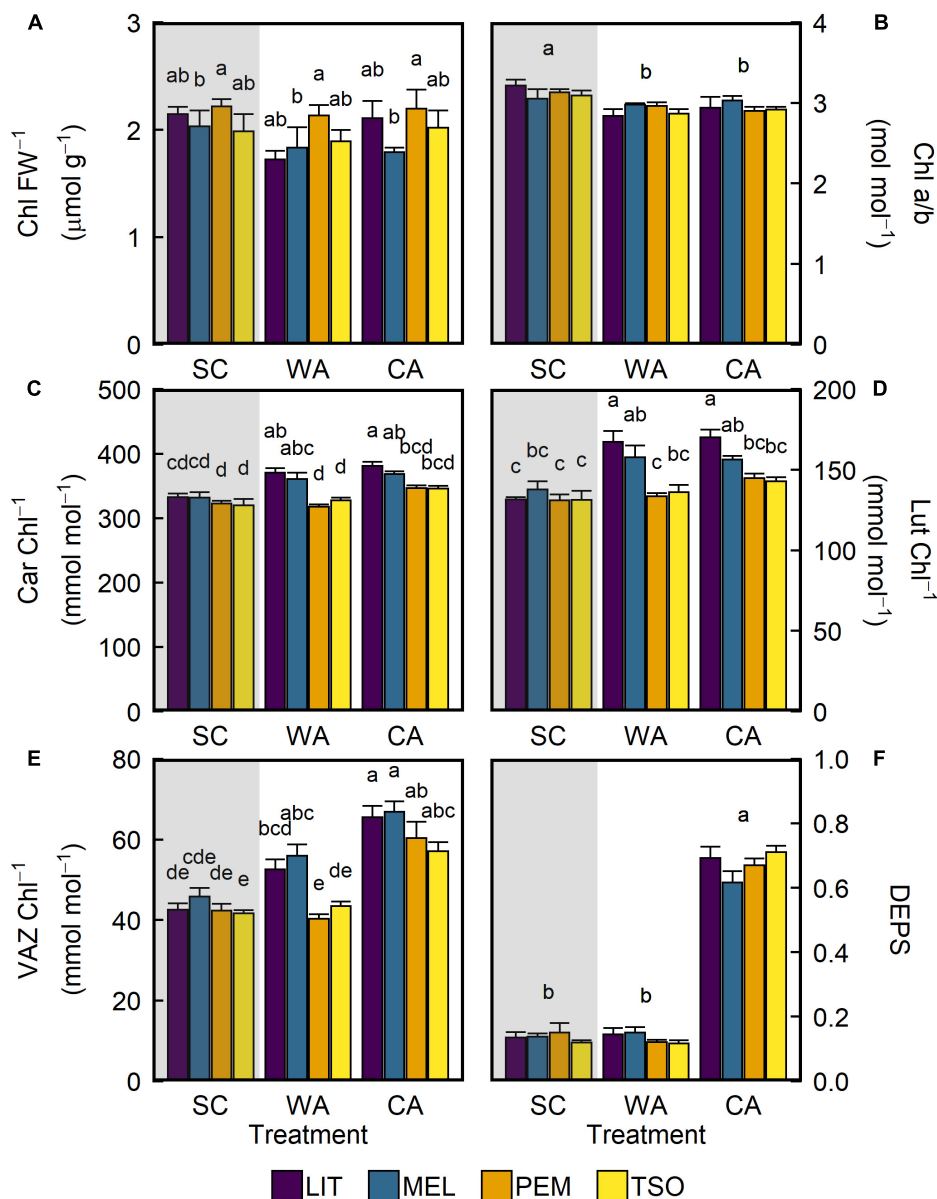 A
B
3
2
1
0
Chl FW⁻¹
(μmol g⁻¹)
ab b a ab
ab b a ab
ab b a ab
SC WA CA
a
b
b
4
3
2
1
0
Chl a/b
(mol mol⁻¹)
SC WA CA
C
D
500
400
300
200
100
0
Car Chl⁻¹
(mmol mol⁻¹)
cd cd d d
ab abc d d
a ab bcd bcd
SC WA CA
c bc c c
a ab c bc
a ab bc bc
200
150
100
50
0
Lut Chl⁻¹
(mmol mol⁻¹)
SC WA CA
E
F
80
60
40
20
0
VAZ Chl⁻¹
(mmol mol⁻¹)
de cde de e
bcd abc e de
a a ab abc
SC WA CA
Treatment
b
b
a
1.0
0.8
0.6
0.4
0.2
0.0
DEPS
SC WA CA
Treatment
LIT MEL PEM TSO